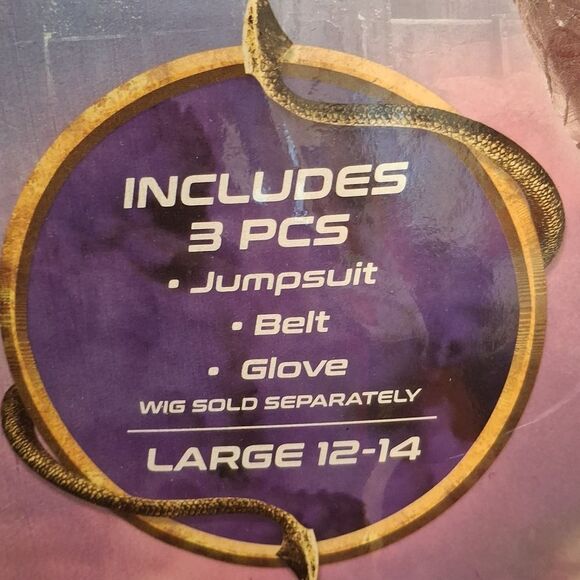 INCLUDES
3 PCS
• Jumpsuit
• Belt
• Glove
WIG SOLD SEPARATELY
LARGE 12-14